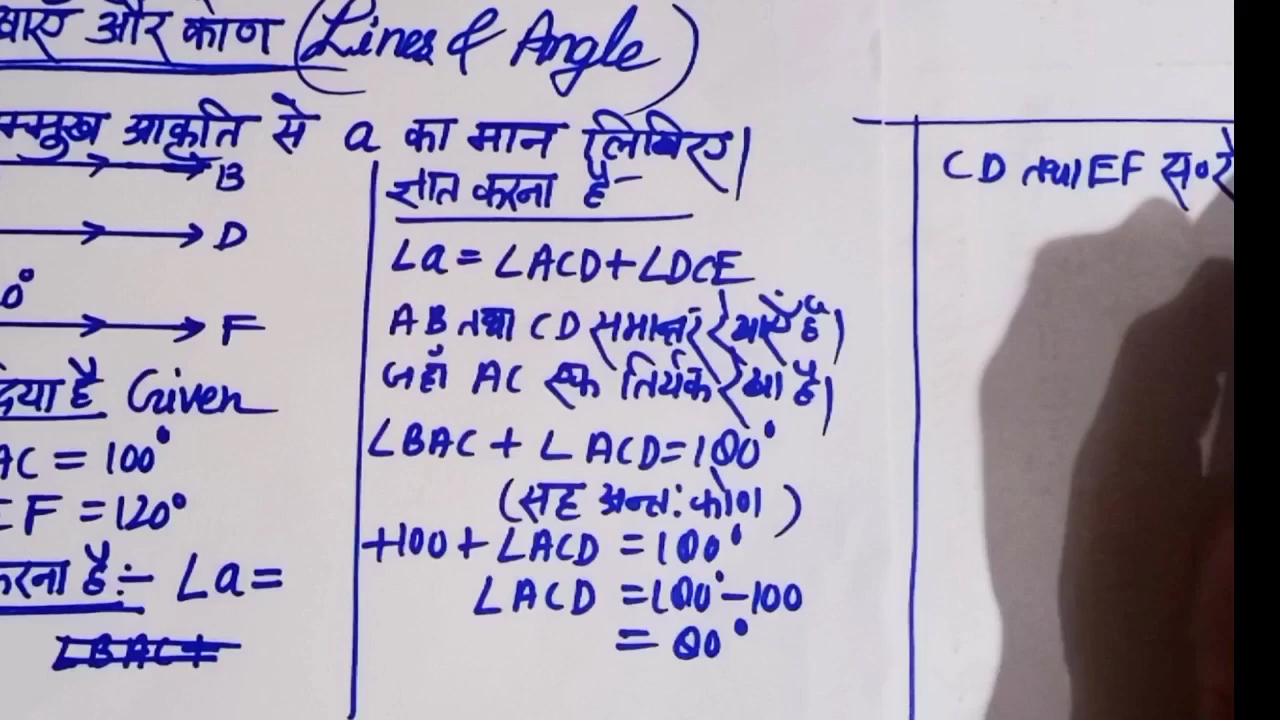 खाएँ और कोण (Lines & Angle)
म्मुख आकृति से a का मान लिखिए।
B
D
0°
F
दिया है Given
AC = 100°
EF = 120°
करना है:- ∠a =
∠BAC +
ज्ञात करना है-
∠a = ∠ACD + ∠DCE
AB तथा CD समान्तर रेखाएँ हैं।
जहाँ AC एक तिर्यक रेखा है।
∠BAC + ∠ACD = 180°
(सह अन्त: कोण)
+100 + ∠ACD = 180°
∠ACD = 180° - 100
= 80°
CD तथा EF स०रे